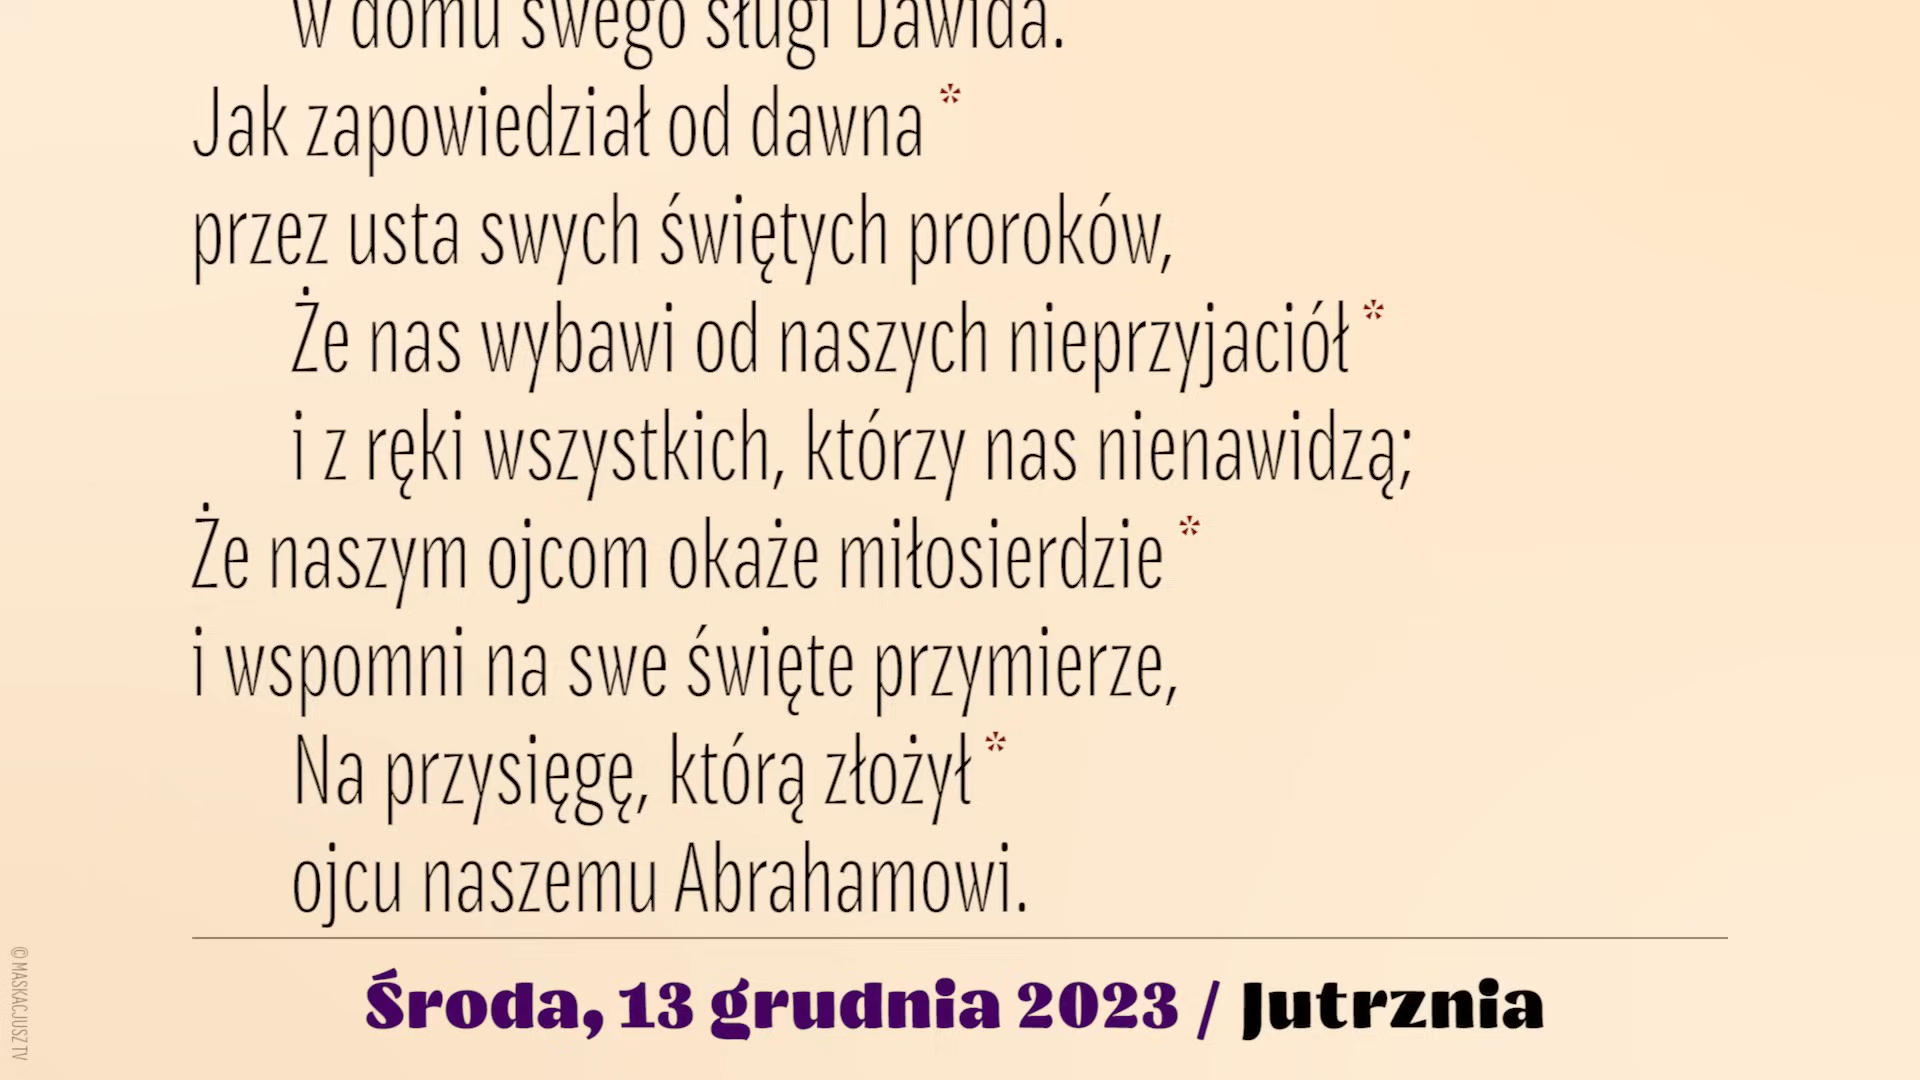 w domu swego sługi Dawida.
Jak zapowiedział od dawna *
przez usta swych świętych proroków,
Że nas wybawi od naszych nieprzyjaciół *
i z ręki wszystkich, którzy nas nienawidzą;
Że naszym ojcom okaże miłosierdzie *
i wspomni na swe święte przymierze,
Na przysięgę, którą złożył *
ojcu naszemu Abrahamowi.
Środa, 13 grudnia 2023 / Jutrznia
© MASKACJUSZ TV